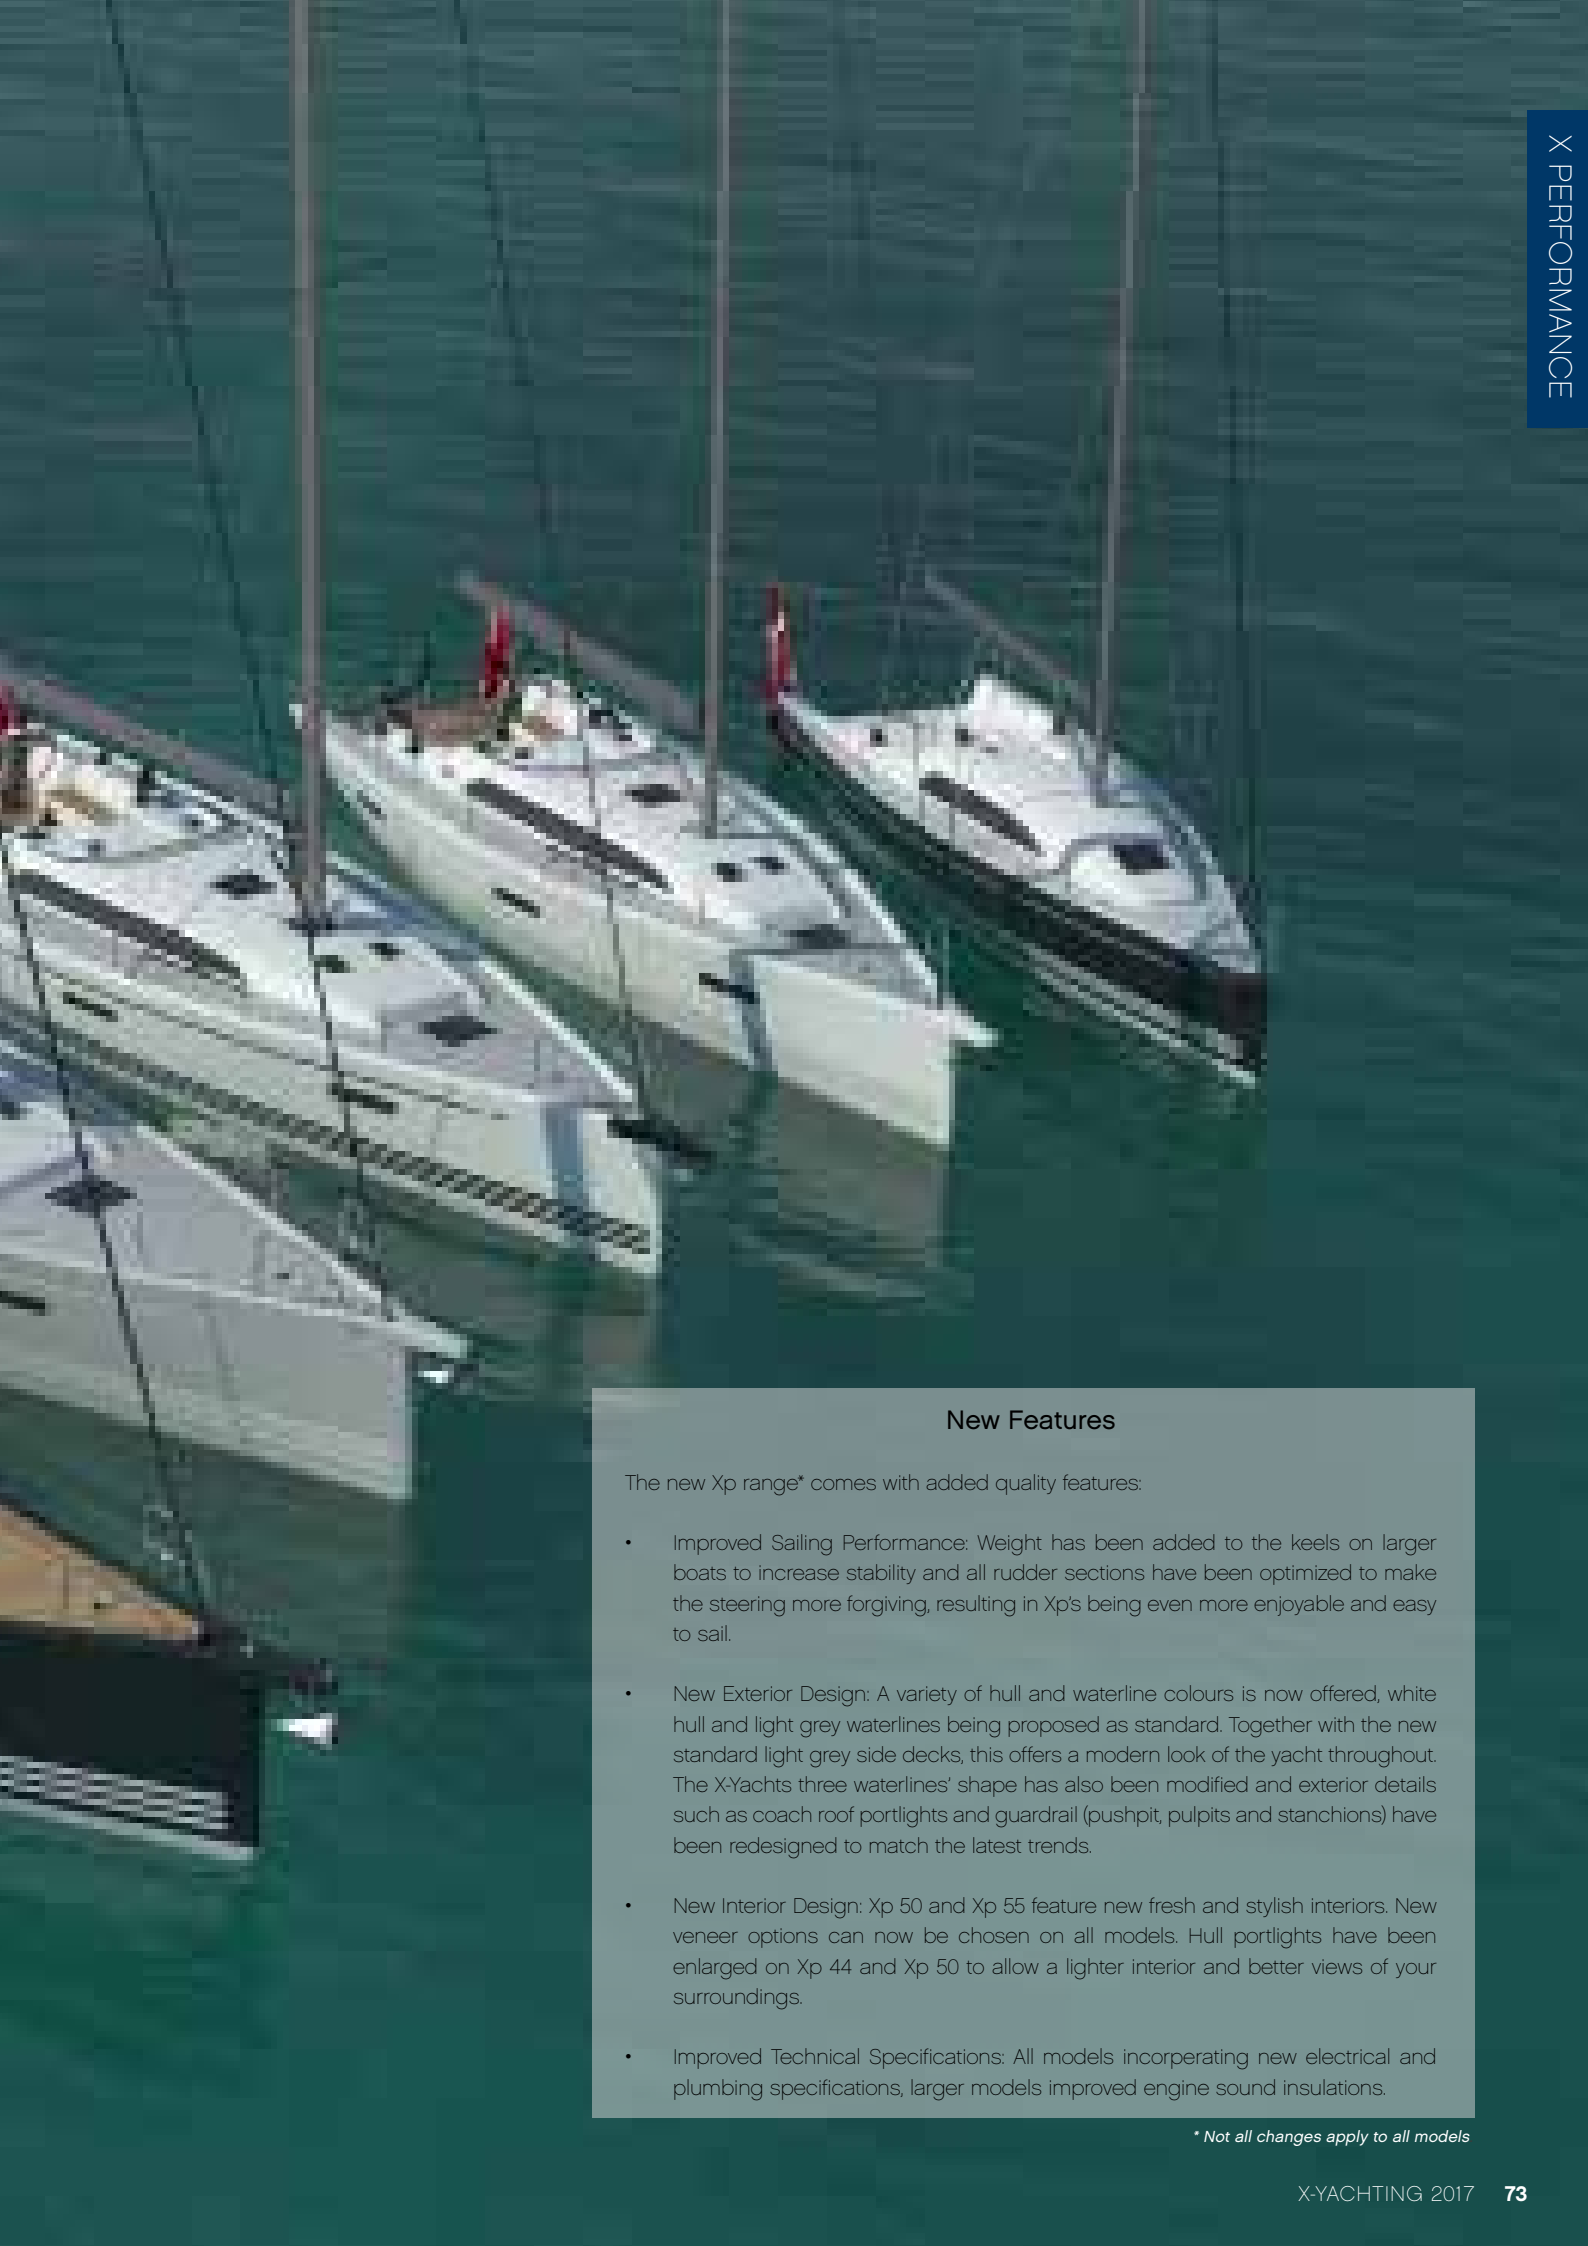 X PERFORMANCE
New Features
The new Xp range* comes with added quality features:
• Improved Sailing Performance: Weight has been added to the keels on larger
boats to increase stability and all rudder sections have been optimized to make
the steering more forgiving, resulting in Xp's being even more enjoyable and easy
to sail.
• New Exterior Design: A variety of hull and waterline colours is now offered, white
hull and light grey waterlines being proposed as standard. Together with the new
standard light grey side decks, this offers a modern look of the yacht throughout.
The X-Yachts three waterlines' shape has also been modified and exterior details
such as coach roof portlights and guardrail (pushpit, pulpits and stanchions) have
been redesigned to match the latest trends.
• New Interior Design: Xp 50 and Xp 55 feature new fresh and stylish interiors. New
veneer options can now be chosen on all models. Hull portlights have been
enlarged on Xp 44 and Xp 50 to allow a lighter interior and better views of your
surroundings.
• Improved Technical Specifications: All models incorperating new electrical and
plumbing specifications, larger models improved engine sound insulations.
* Not all changes apply to all models
X-YACHTING 2017 73